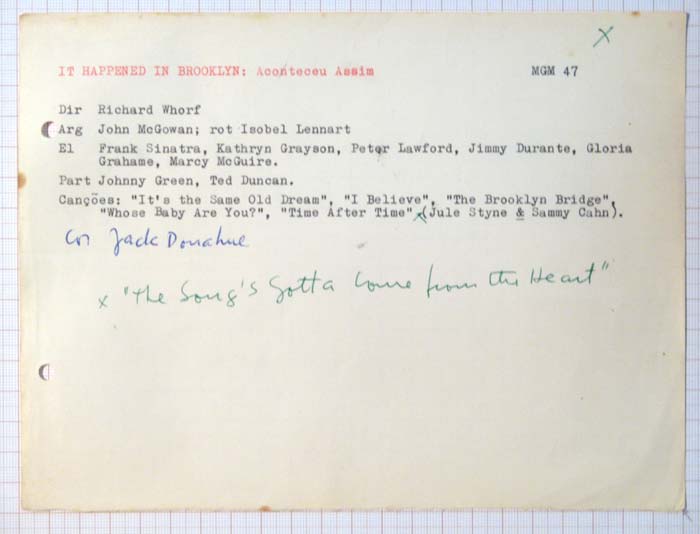 x
IT HAPPENED IN BROOKLYN: Aconteceu Assim MGM 47
Dir Richard Whorf
Arg John McGowan; rot Isobel Lennart
El Frank Sinatra, Kathryn Grayson, Peter Lawford, Jimmy Durante, Gloria
Grahame, Marcy McGuire.
Part Johnny Green, Ted Duncan.
Canções: "It's the Same Old Dream", "I Believe", "The Brooklyn Bridge",
"Whose Baby Are You?", "Time After Time" x (Jule Styne & Sammy Cahn).
Cor Jack Donahue
x "The Song's Gotta Come from the Heart"